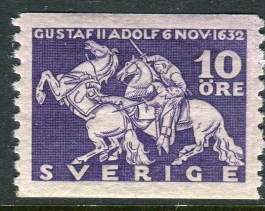 GUSTAF II ADOLF 6 NOV·1632
10
ÖRE
SVERIGE